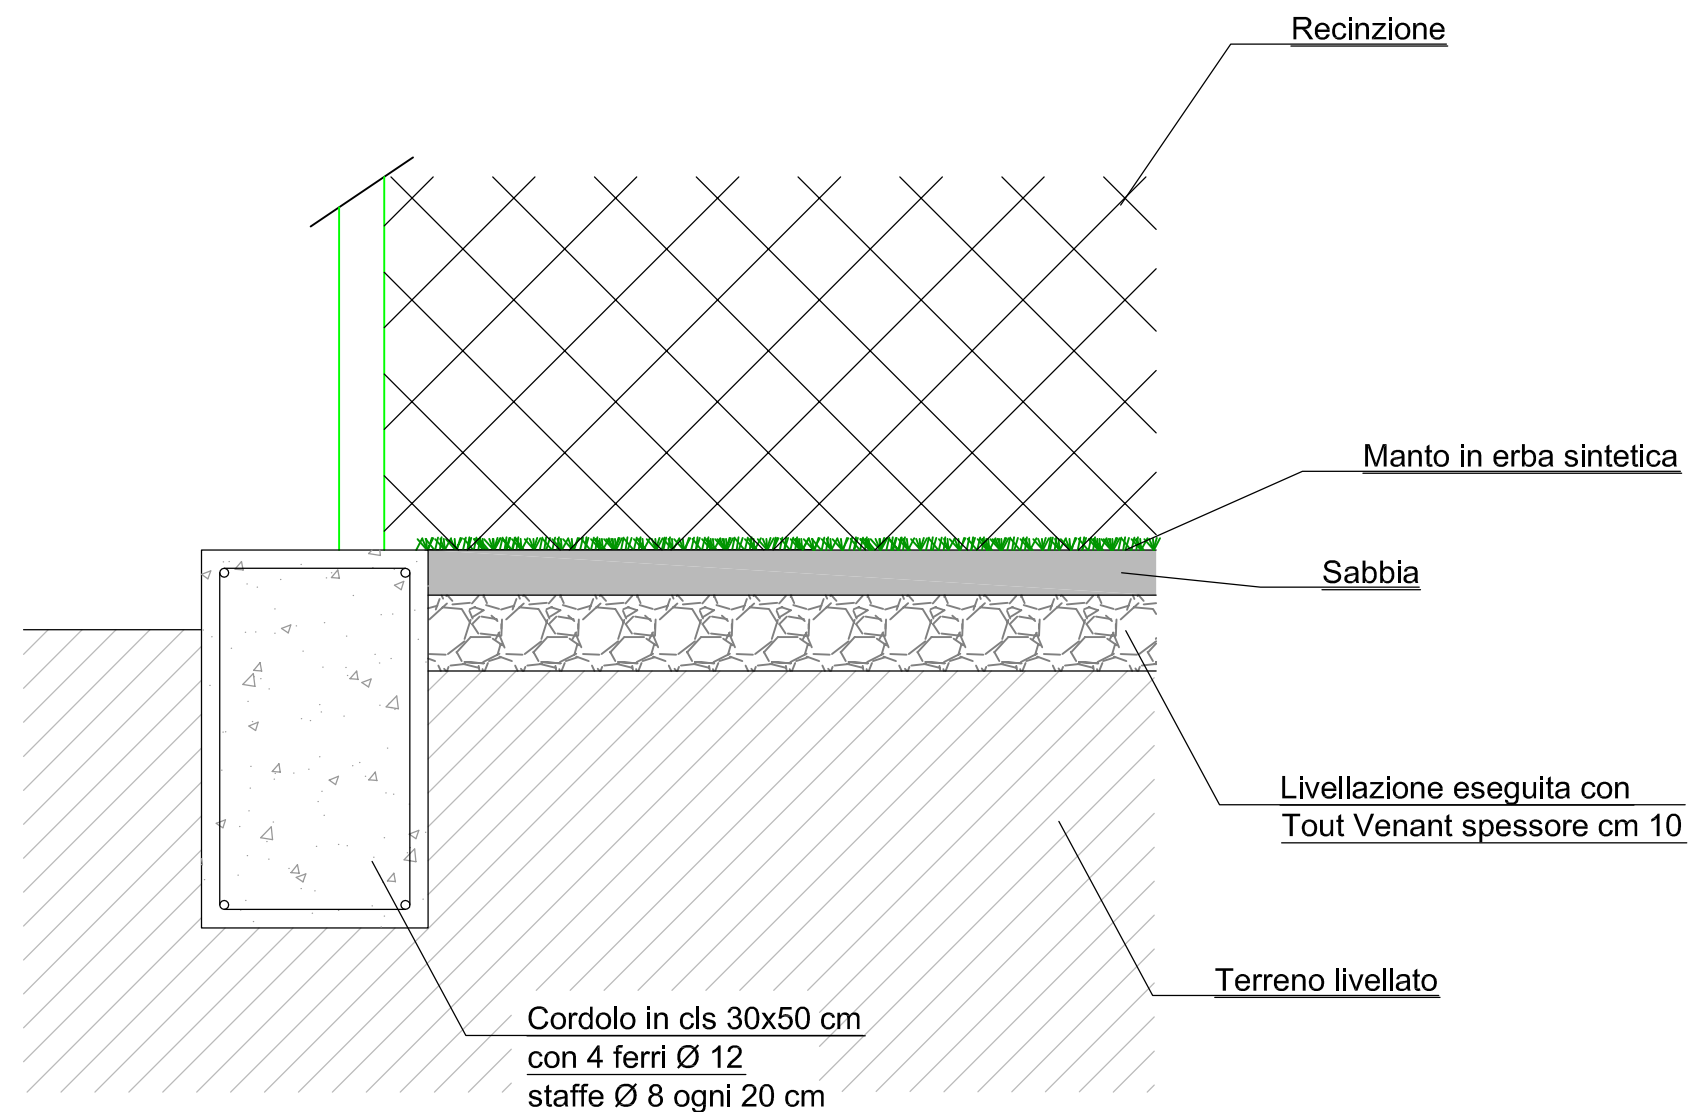 Recinzione
Manto in erba sintetica
Sabbia
Livellazione eseguita con
Tout Venant spessore cm 10
Terreno livellato
Cordolo in cls 30x50 cm
con 4 ferri Ø 12
staffe Ø 8 ogni 20 cm